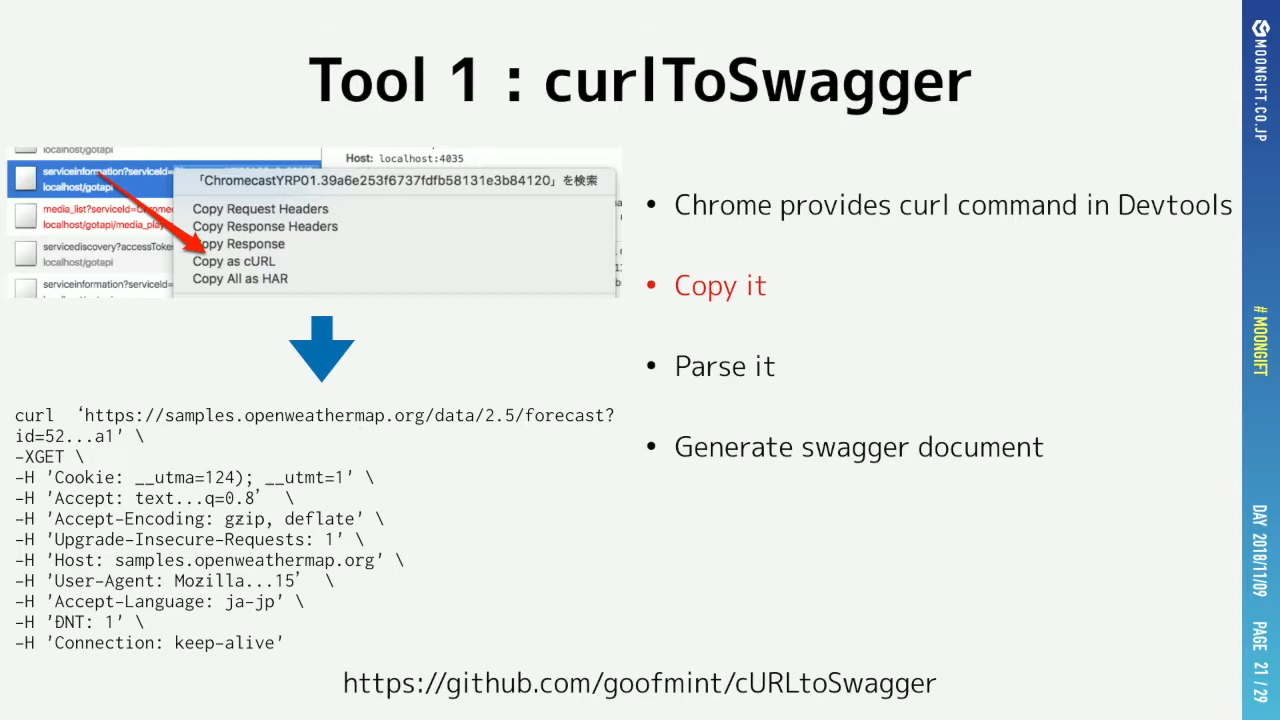 Tool 1 : curlToSwagger
localhost/gotapi
serviceinformation?serviceId=
localhost/gotapi
media_list?serviceId=Chromec
localhost/gotapi/media_play
servicediscovery?accessToke
localhost/gotapi
serviceinformation?serviceId=
Host: localhost:4035
「ChromecastYRP01.39a6e253f6737fdfb58131e3b84120」を検索
Copy Request Headers
Copy Response Headers
Copy Response
Copy as cURL
Copy All as HAR
curl ‘https://samples.openweathermap.org/data/2.5/forecast?
id=52...a1' \
-XGET \
-H 'Cookie: __utma=124); __utmt=1' \
-H 'Accept: text...q=0.8’ \
-H 'Accept-Encoding: gzip, deflate' \
-H 'Upgrade-Insecure-Requests: 1' \
-H 'Host: samples.openweathermap.org' \
-H 'User-Agent: Mozilla...15’ \
-H 'Accept-Language: ja-jp' \
-H 'DNT: 1' \
-H 'Connection: keep-alive'
• Chrome provides curl command in Devtools
• Copy it
• Parse it
• Generate swagger document
https://github.com/goofmint/cURLtoSwagger
MOONGIFT.CO.JP
# MOONGIFT
DAY 2018/11/09 PAGE 21 / 29